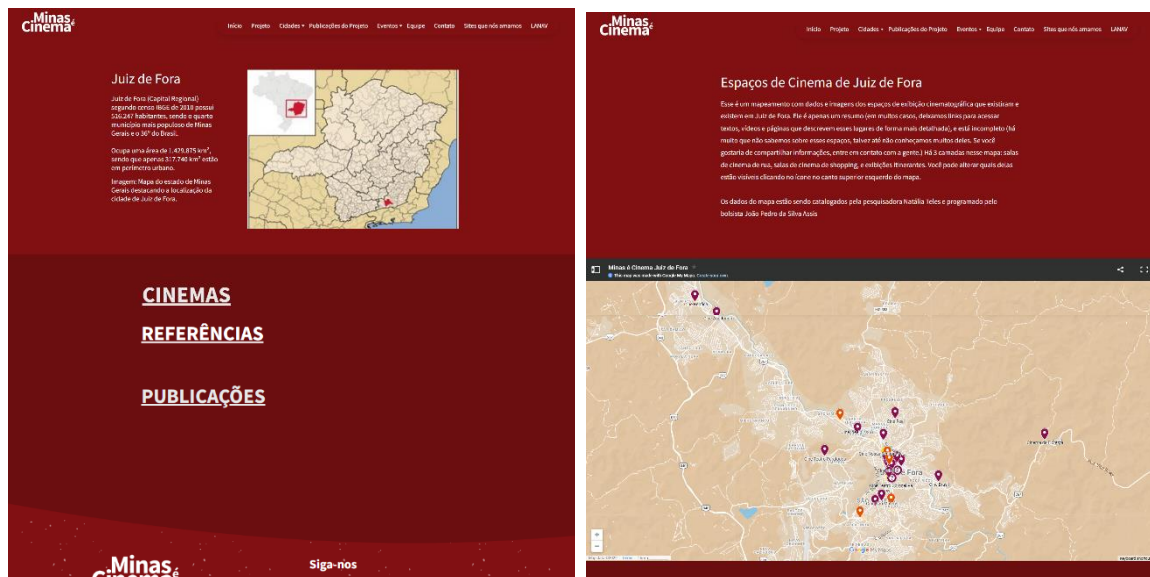 Minas é
Cinema
Início Projeto Cidades Publicações do Projeto Eventos Equipe Contato Sites que nós amamos LANAV
Juiz de Fora
Juiz de Fora (Capital Regional)
segundo censo IBGE de 2010 possui
516.247 habitantes, sendo o quarto
município mais populoso de Minas
Gerais e o 36º do Brasil.
Ocupa uma área de 1.429,875 km²,
sendo que apenas 317.740 km² estão
em perímetro urbano.
Imagem: Mapa do estado de Minas
Gerais destacando a localização da
cidade de Juiz de Fora.
CINEMAS
REFERÊNCIAS
PUBLICAÇÕES
Minas é
Cinema
Siga-nos
Minas é
Cinema
Início Projeto Cidades Publicações do Projeto Eventos Equipe Contato Sites que nós amamos LANAV
Espaços de Cinema de Juiz de Fora
Esse é um mapeamento com dados e imagens dos espaços de exibição cinematográfica que existiram e
existem em Juiz de Fora. Ele é apenas um resumo (em muitos casos, deixamos links para acessar
textos, vídeos e páginas que descrevem esses lugares de forma mais detalhada), e está incompleto (há
muito que não sabemos sobre esses espaços, talvez até não conheçamos muitos deles. Se você
gostaria de compartilhar informações, entre em contato com a gente.) Há 3 camadas nesse mapa: salas
de cinema de rua, salas de cinema de shopping, e exibições itinerantes. Você pode alterar quais delas
estão visíveis clicando no ícone no canto superior esquerdo do mapa.
Os dados do mapa estão sendo catalogados pela pesquisadora Natália Teles e programado pelo
bolsista João Pedro da Silva Assis
Minas é Cinema Juiz de Fora
This map was made with Google My Maps.
de Fora